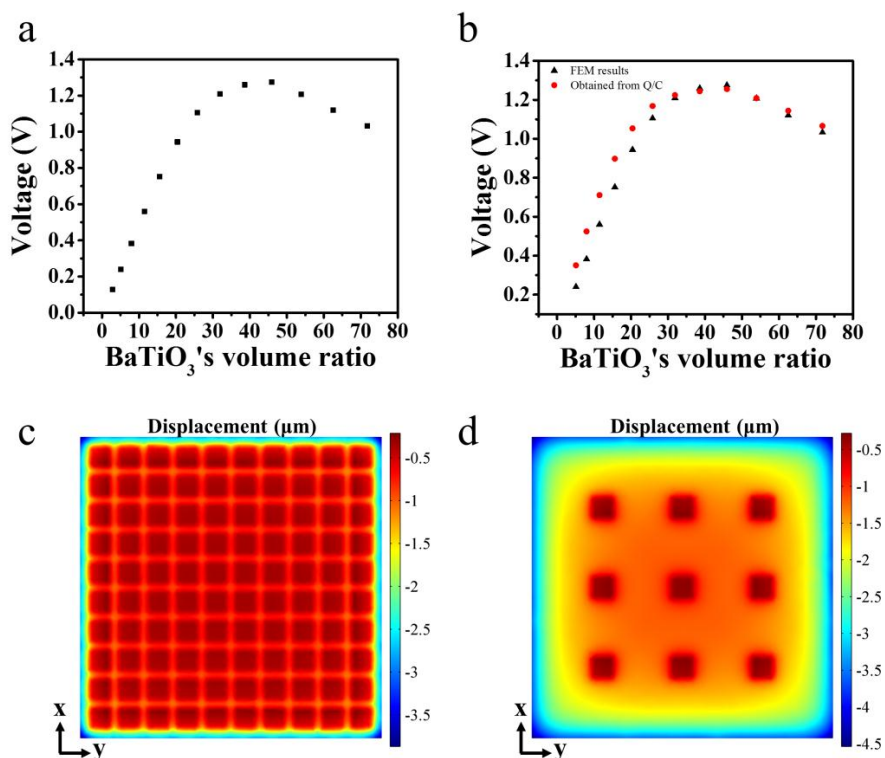 a
1.4
1.2
1.0
0.8
0.6
0.4
0.2
0.0
Voltage (V)
0 10 20 30 40 50 60 70 80
BaTiO3's volume ratio
b
FEM results
Obtained from Q/C
1.4
1.2
1.0
0.8
0.6
0.4
0.2
Voltage (V)
0 10 20 30 40 50 60 70 80
BaTiO3's volume ratio
c
Displacement (μm)
-0.5
-1
-1.5
-2
-2.5
-3
-3.5
x
y
d
Displacement (μm)
-0.5
-1
-1.5
-2
-2.5
-3
-3.5
-4
-4.5
x
y